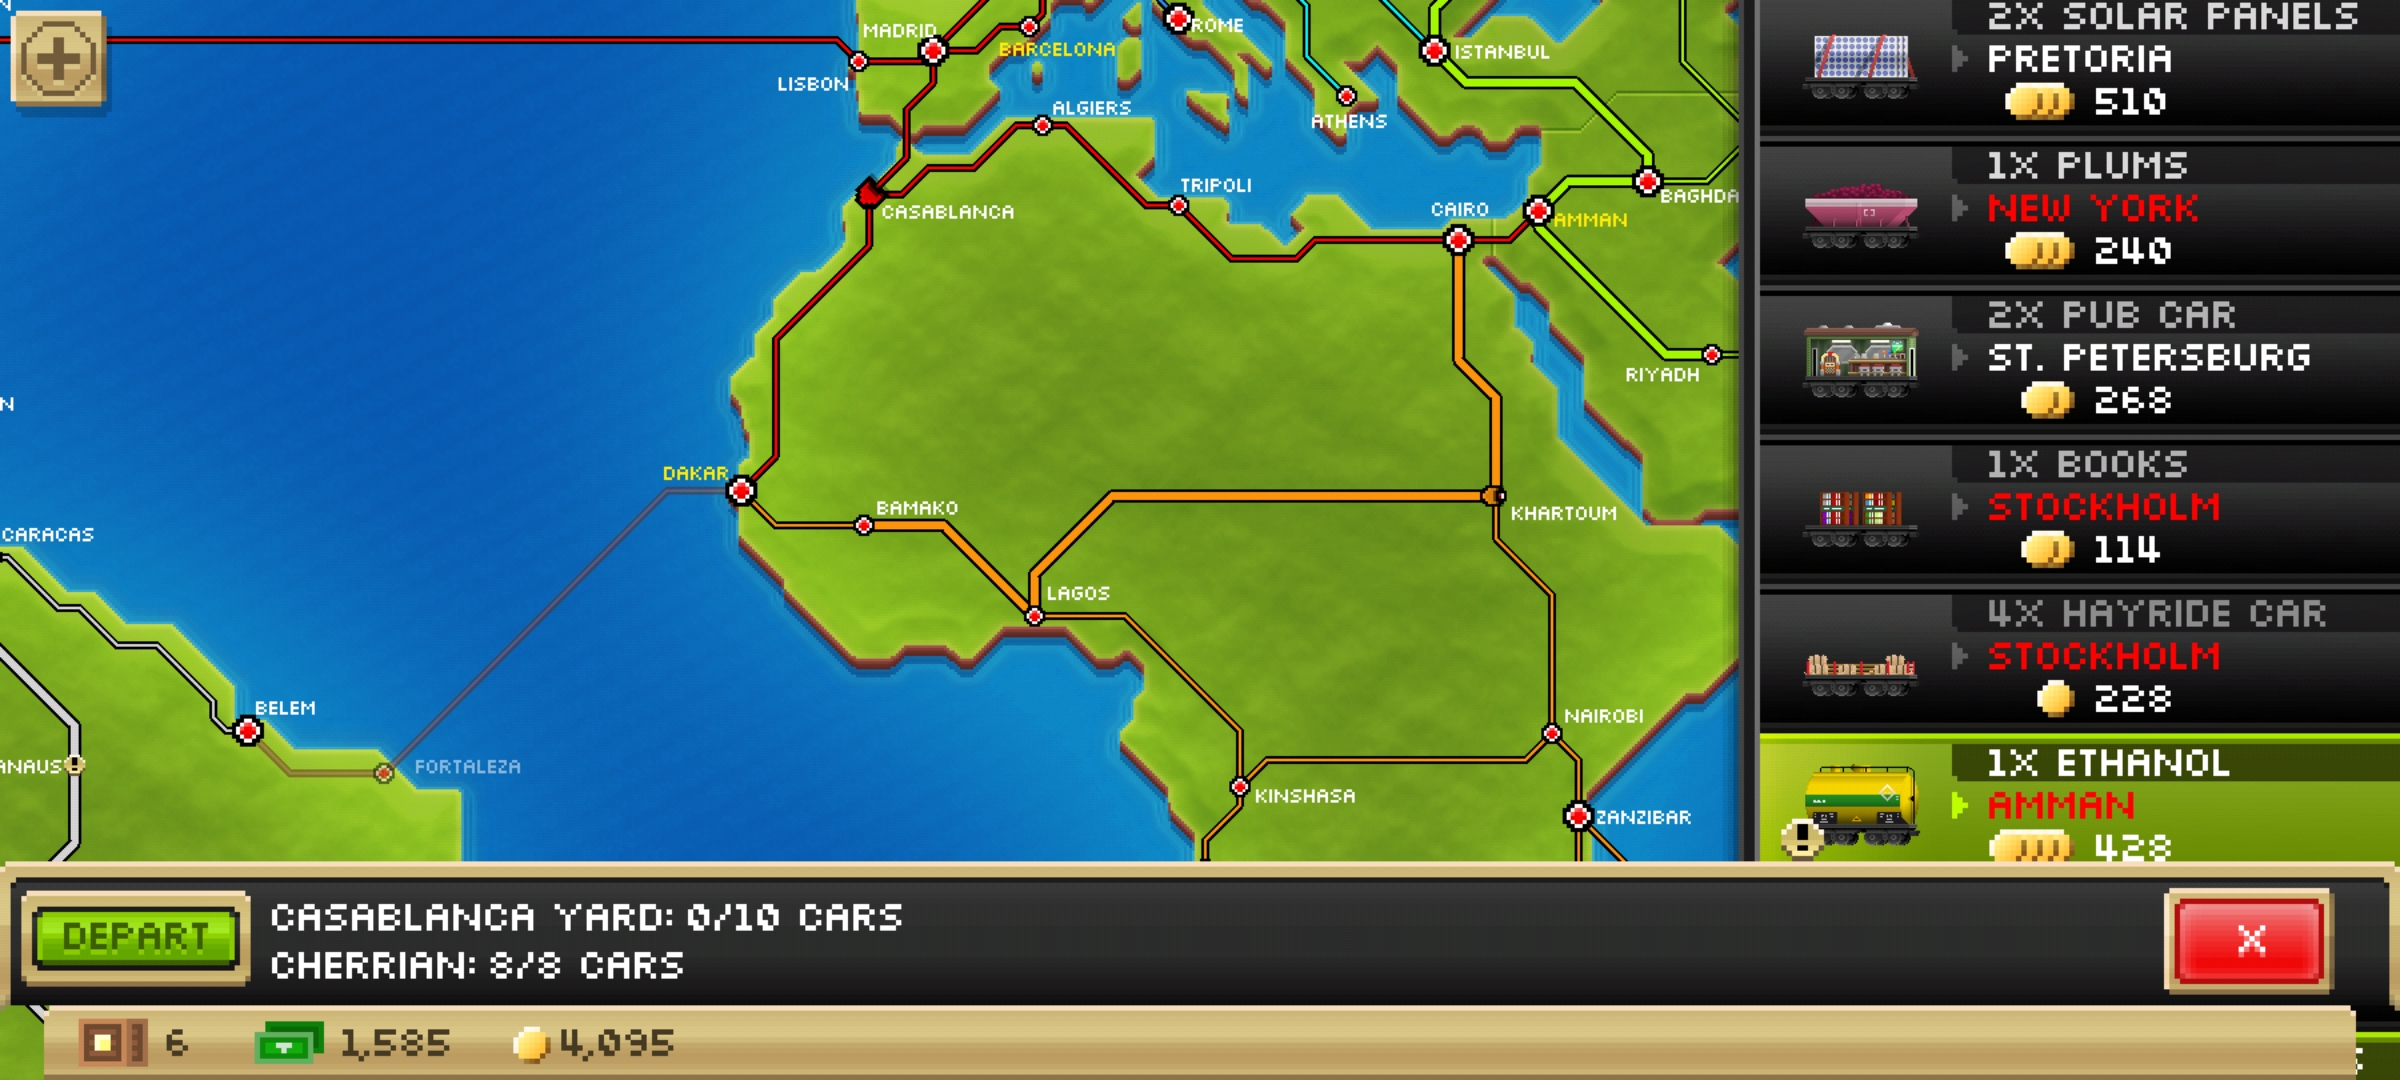 MADRID
BARCELONA
LISBON
ROME
ISTANBUL
ATHENS
ALGIERS
TRIPOLI
CASABLANCA
CAIRO
AMMAN
BAGHDA
RIYADH
DAKAR
BAMAKO
KHARTOUM
LAGOS
CARACAS
BELEM
FORTALEZA
ANAUS
NAIROBI
KINSHASA
ZANZIBAR
N
2X SOLAR PANELS
PRETORIA
510
1X PLUMS
NEW YORK
240
2X PUB CAR
ST. PETERSBURG
268
1X BOOKS
STOCKHOLM
114
4X HAYRIDE CAR
STOCKHOLM
228
1X ETHANOL
AMMAN
428
DEPART
CASABLANCA YARD: 0/10 CARS
CHERRIAN: 8/8 CARS
X
6 1,585 4,095